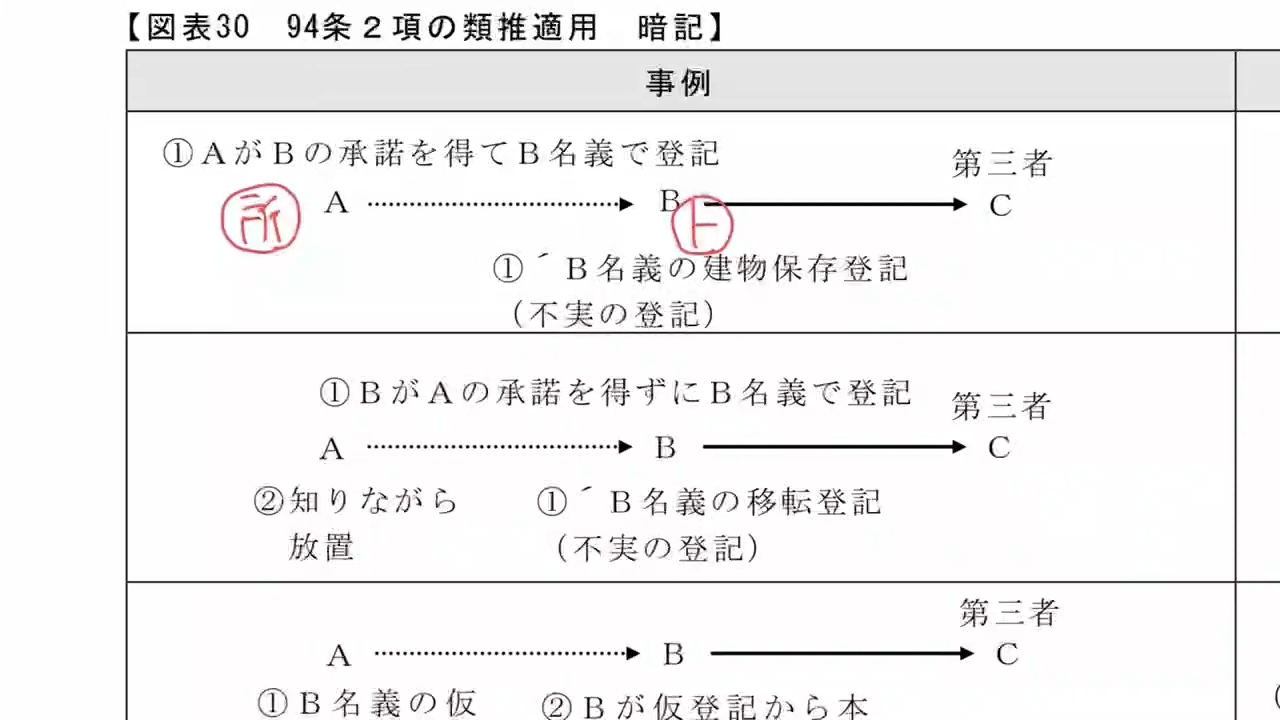 【図表30 94条２項の類推適用 暗記】
事例
①ＡがＢの承諾を得てＢ名義で登記
第三者
所 Ａ Ｂ ト Ｃ
①´Ｂ名義の建物保存登記
（不実の登記）
①ＢがＡの承諾を得ずにＢ名義で登記
第三者
Ａ Ｂ Ｃ
②知りながら ①´Ｂ名義の移転登記
放置 （不実の登記）
第三者
Ａ Ｂ Ｃ
①Ｂ名義の仮 ②Ｂが仮登記から本